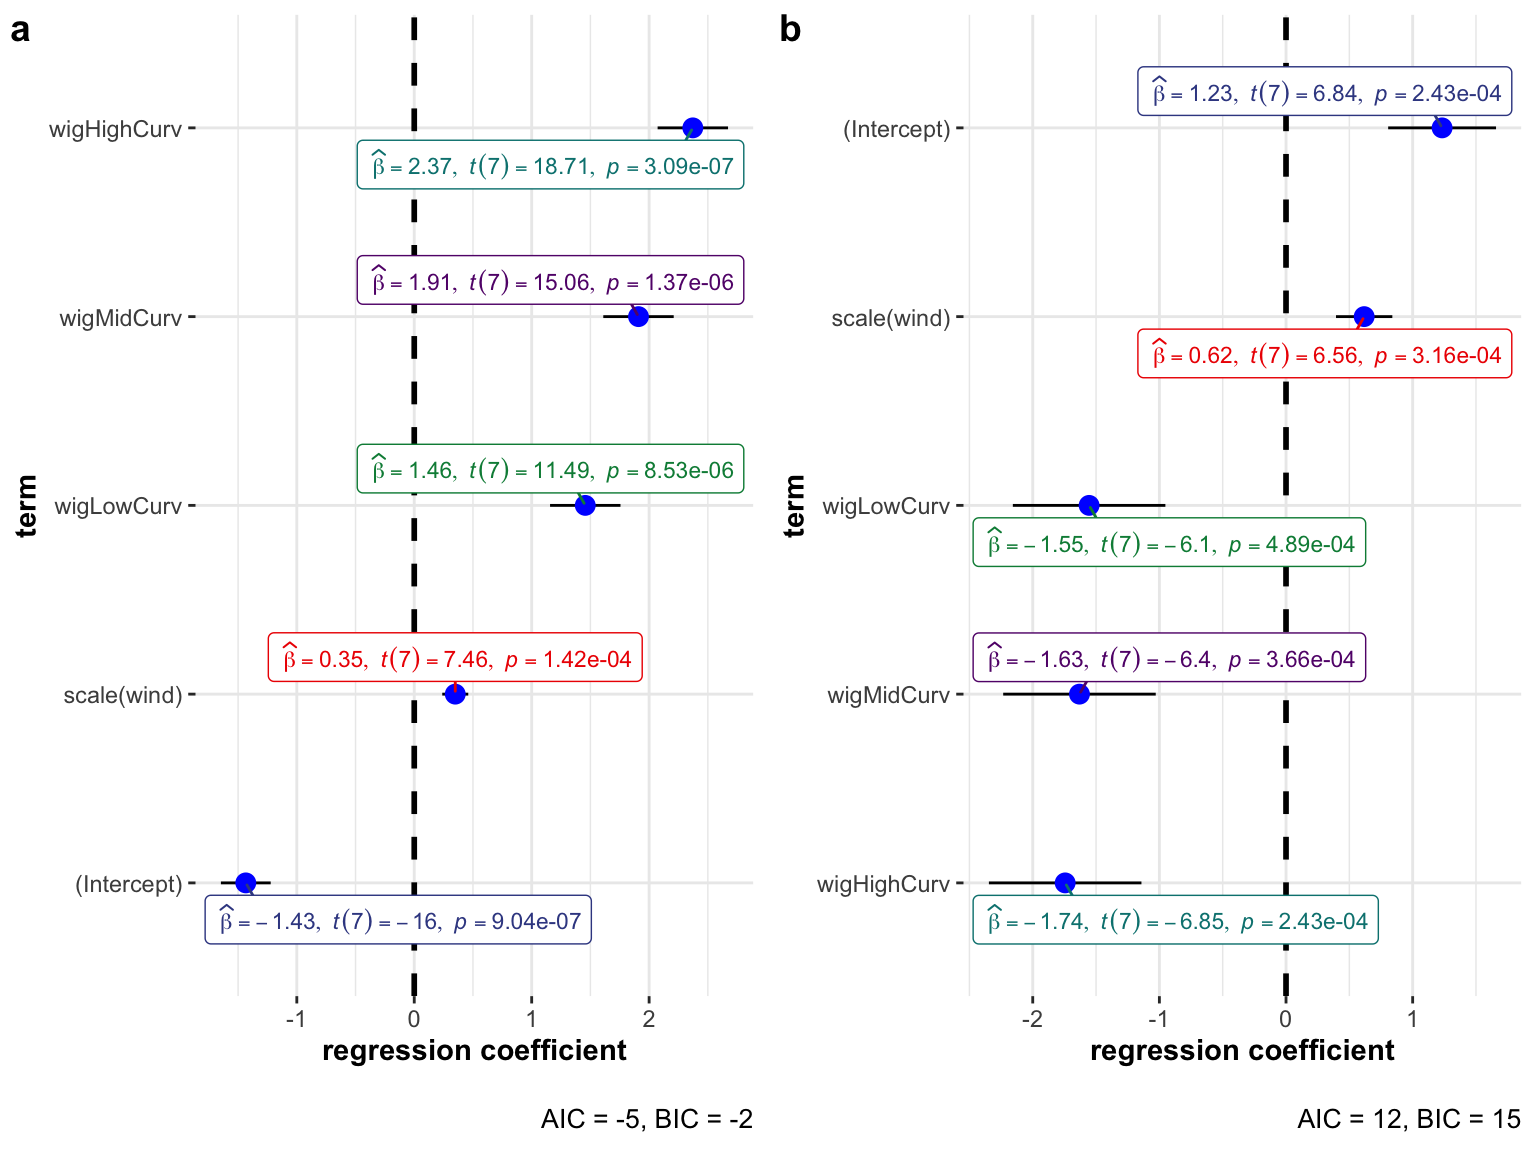 a
wigHighCurv
β̂ = 2.37, t(7) = 18.71, p = 3.09e-07
wigMidCurv
β̂ = 1.91, t(7) = 15.06, p = 1.37e-06
wigLowCurv
β̂ = 1.46, t(7) = 11.49, p = 8.53e-06
scale(wind)
β̂ = 0.35, t(7) = 7.46, p = 1.42e-04
(Intercept)
β̂ = −1.43, t(7) = −16, p = 9.04e-07
term
-1 0 1 2
regression coefficient
AIC = -5, BIC = -2
b
(Intercept)
β̂ = 1.23, t(7) = 6.84, p = 2.43e-04
scale(wind)
β̂ = 0.62, t(7) = 6.56, p = 3.16e-04
wigLowCurv
β̂ = −1.55, t(7) = −6.1, p = 4.89e-04
wigMidCurv
β̂ = −1.63, t(7) = −6.4, p = 3.66e-04
wigHighCurv
β̂ = −1.74, t(7) = −6.85, p = 2.43e-04
term
-2 -1 0 1
regression coefficient
AIC = 12, BIC = 15